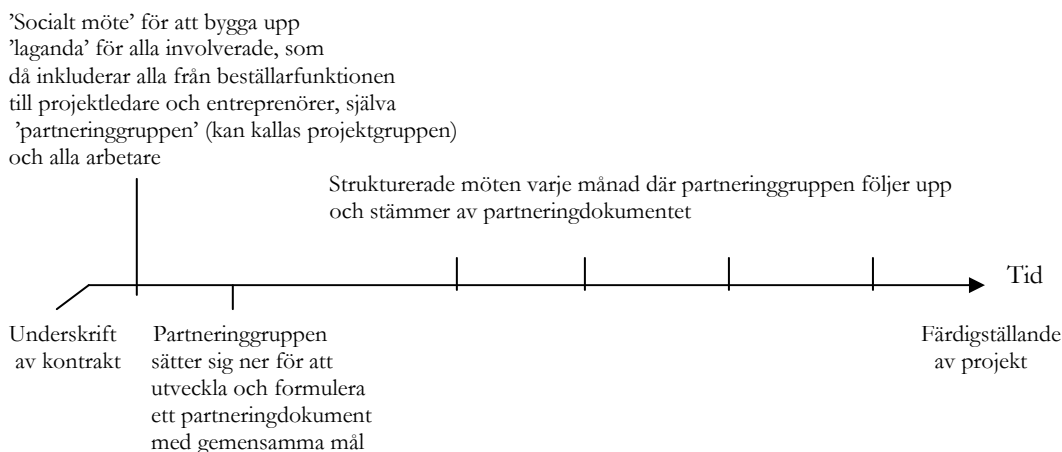 ’Socialt möte’ för att bygga upp
’laganda’ för alla involverade, som
då inkluderar alla från beställarfunktionen
till projektledare och entreprenörer, själva
’partneringgruppen’ (kan kallas projektgruppen)
och alla arbetare
Strukturerade möten varje månad där partneringgruppen följer upp
och stämmer av partneringdokumentet
Tid
Underskrift
av kontrakt
Partneringgruppen
sätter sig ner för att
utveckla och formulera
ett partneringdokument
med gemensamma mål
Färdigställande
av projekt